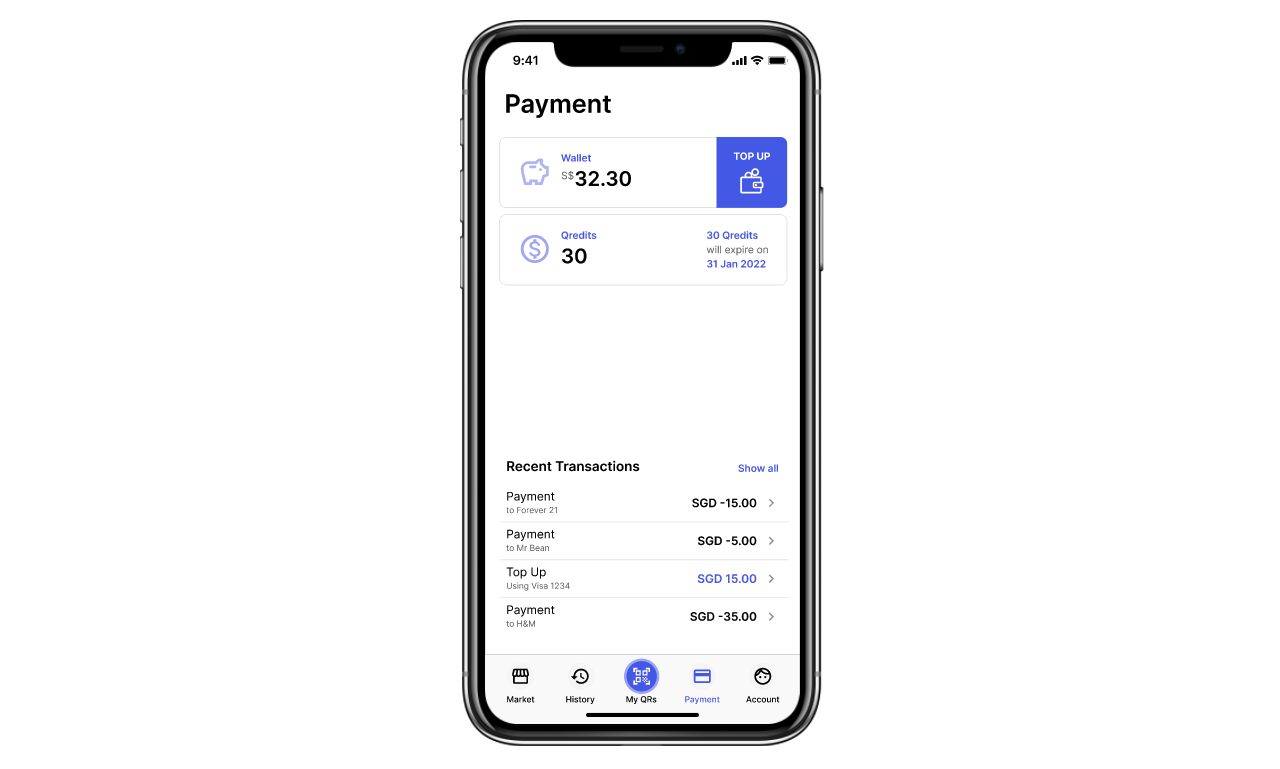 9:41
Payment
Wallet
S$32.30
TOP UP
Qredits
30
30 Qredits
will expire on
31 Jan 2022
Recent Transactions
Show all
Payment
to Forever 21
SGD -15.00
Payment
to Mr Bean
SGD -5.00
Top Up
Using Visa 1234
SGD 15.00
Payment
to H&M
SGD -35.00
Market
History
My QRs
Payment
Account